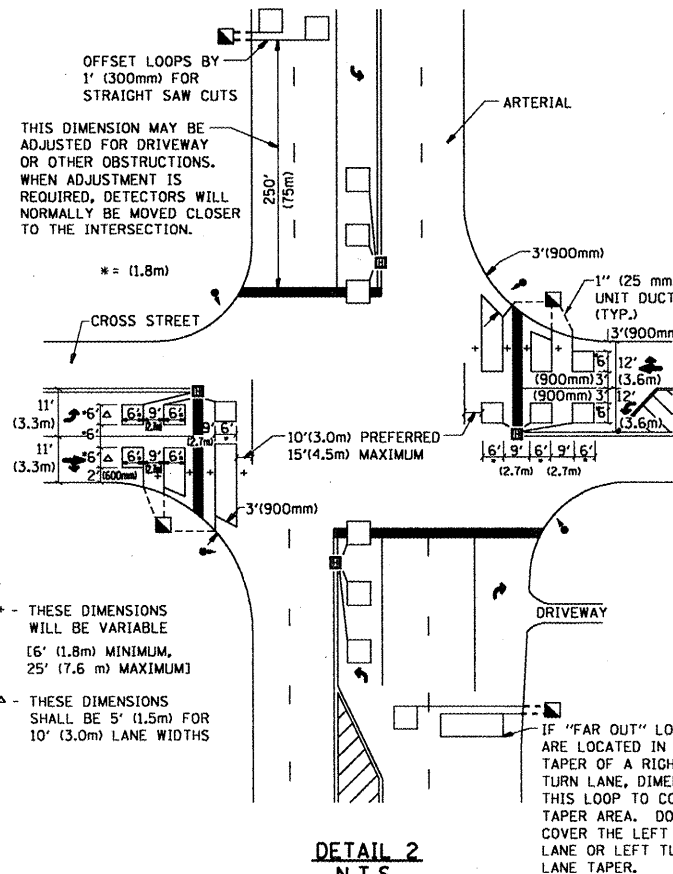 OFFSET LOOPS BY
1' (300mm) FOR
STRAIGHT SAW CUTS
ARTERIAL
THIS DIMENSION MAY BE
ADJUSTED FOR DRIVEWAY
OR OTHER OBSTRUCTIONS.
WHEN ADJUSTMENT IS
REQUIRED, DETECTORS WILL
NORMALLY BE MOVED CLOSER
TO THE INTERSECTION.
250'
(75m)
* = (1.8m)
3'(900mm)
1" (25 mm
UNIT DUCT
(TYP.)
CROSS STREET
3'(900mm
6'
12'
(3.6m)
(900mm) 3'
(900mm) 3'
12'
6'
(3.6m)
11'
(3.3m)
*6' △ 6' 9' 6'
*6'
9' 6'
(2.7m)
11'
(3.3m)
*6' △ 6' 9' 6'
2' (600mm)
10'(3.0m) PREFERRED
15'(4.5m) MAXIMUM
6' 9' 6' 9' 6'
(2.7m) (2.7m)
3'(900mm)
+ - THESE DIMENSIONS
WILL BE VARIABLE
[6' (1.8m) MINIMUM,
25' (7.6 m) MAXIMUM]
DRIVEWAY
△ - THESE DIMENSIONS
SHALL BE 5' (1.5m) FOR
10' (3.0m) LANE WIDTHS
IF "FAR OUT" LO
ARE LOCATED IN
TAPER OF A RIGH
TURN LANE, DIME
THIS LOOP TO CO
TAPER AREA. DO
COVER THE LEFT
LANE OR LEFT TU
LANE TAPER.
DETAIL 2
N.T.S.